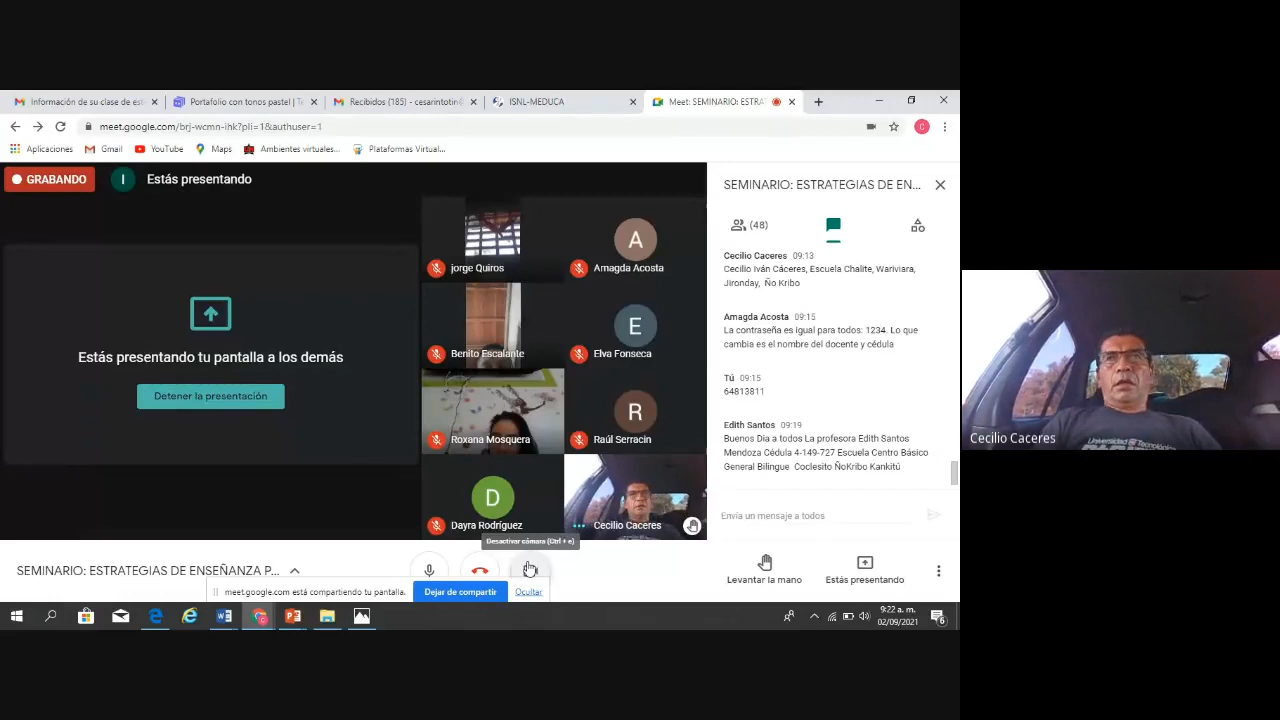 Información de su clase de est
Portafolio con tonos pastel | Te
Recibidos (185) - cesarintotin@
ISNL-MEDUCA
Meet: SEMINARIO: ESTRA
meet.google.com/brj-wcmn-ihk?pli=1&authuser=1
Aplicaciones
Gmail
YouTube
Maps
Ambientes virtuales...
Plataformas Virtual...
GRABANDO
I
Estás presentando
Estás presentando tu pantalla a los demás
Detener la presentación
jorge Quiros
A
Amagda Acosta
Benito Escalante
E
Elva Fonseca
Roxana Mosquera
R
Raúl Serracin
D
Dayra Rodríguez
Cecilio Caceres
Desactivar cámara (Ctrl + e)
SEMINARIO: ESTRATEGIAS DE EN...
(48)
Cecilio Caceres 09:13
Cecilio Iván Cáceres, Escuela Chalite, Wariviara,
Jironday, Ño Kribo
Amagda Acosta 09:15
La contraseña es igual para todos: 1234. Lo que
cambia es el nombre del docente y cédula
Tú 09:15
64813811
Edith Santos 09:19
Buenos Dia a todos La profesora Edith Santos
Mendoza Cédula 4-149-727 Escuela Centro Básico
General Bilingue Coclesito ÑoKribo Kankitú
Envía un mensaje a todos
SEMINARIO: ESTRATEGIAS DE ENSEÑANZA P...
Levantar la mano
Estás presentando
meet.google.com está compartiendo tu pantalla.
Dejar de compartir
Ocultar
9:22 a. m.
02/09/2021
6
Cecilio Caceres
Universidad
Tecnológica